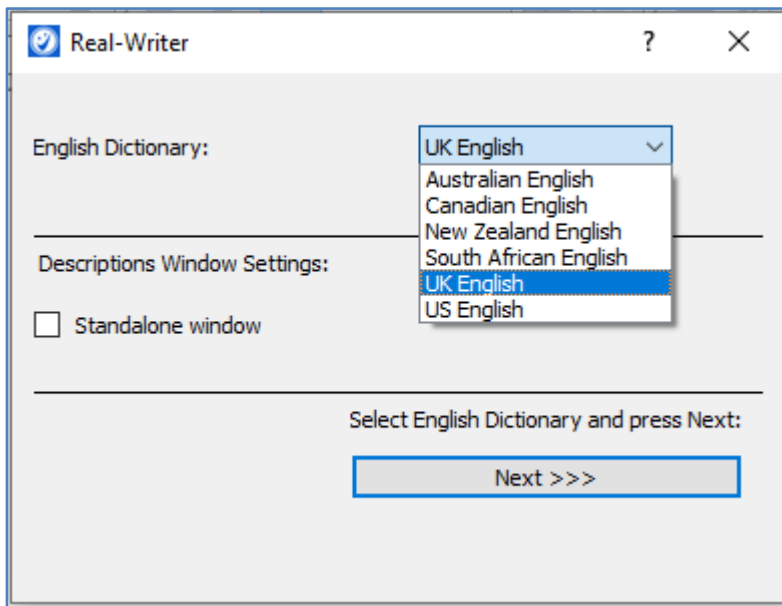 Real-Writer
?
English Dictionary:
UK English
Australian English
Canadian English
New Zealand English
South African English
UK English
US English
Descriptions Window Settings:
Standalone window
Select English Dictionary and press Next:
Next >>>